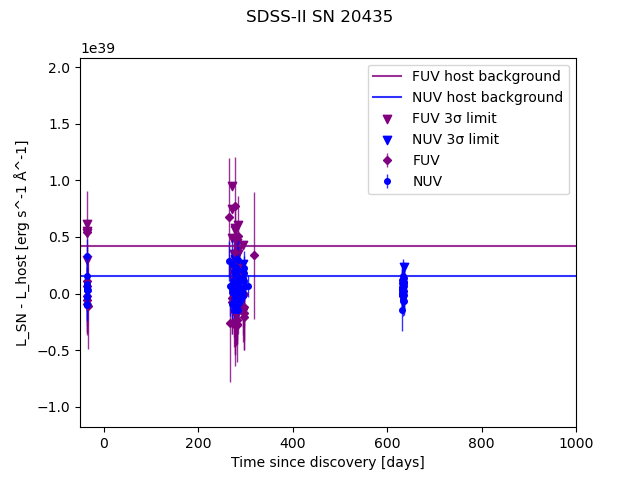 SDSS-II SN 20435
1e39
FUV host background
NUV host background
FUV 3σ limit
NUV 3σ limit
FUV
NUV
L_SN - L_host [erg s^-1 Å^-1]
2.0
1.5
1.0
0.5
0.0
−0.5
−1.0
0 200 400 600 800 1000
Time since discovery [days]